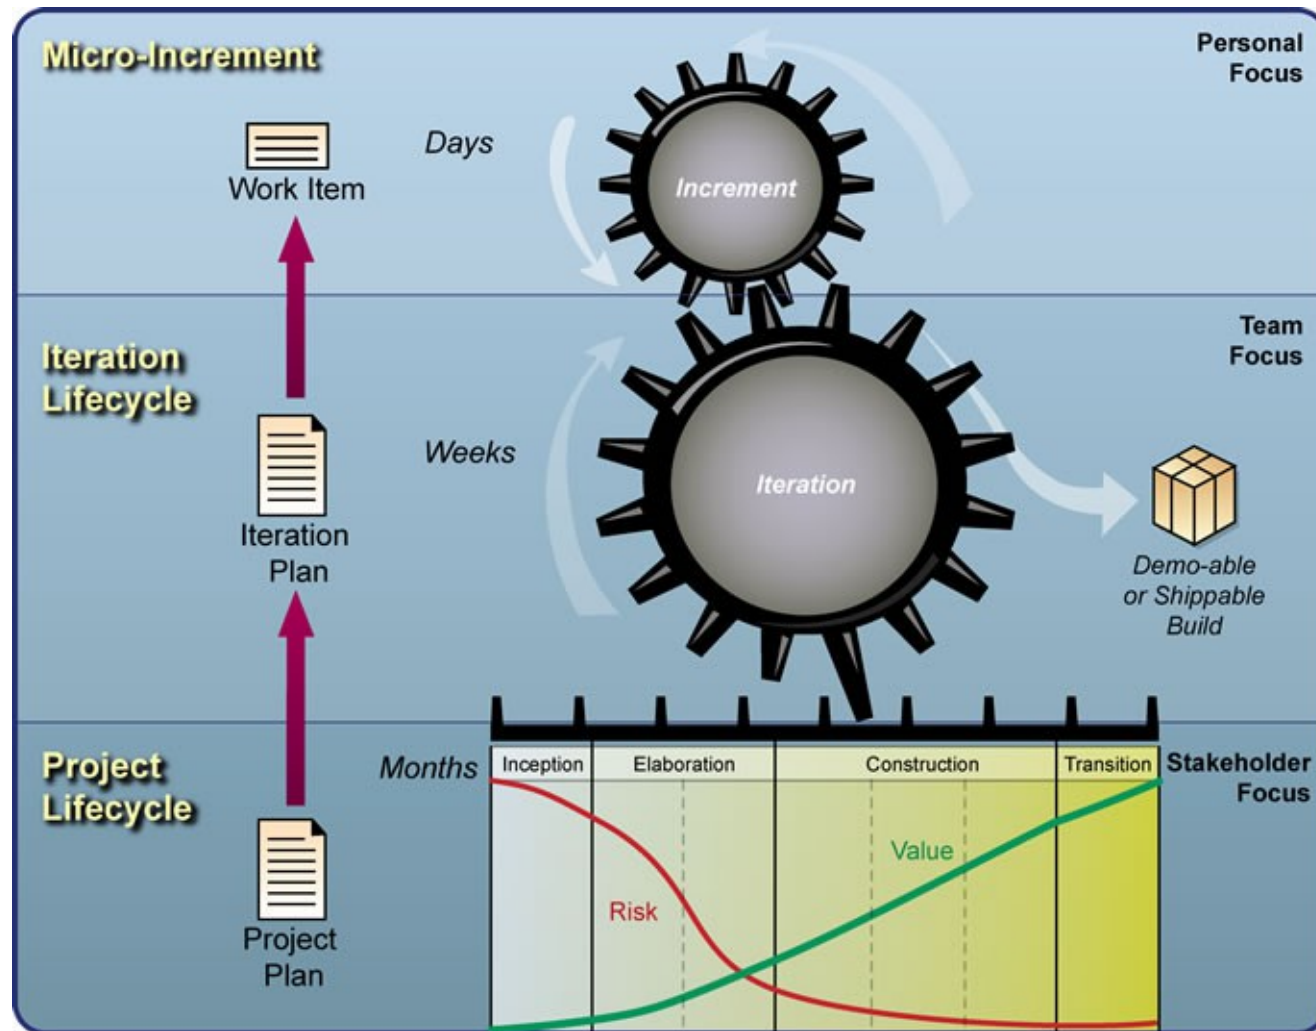 Micro-Increment
Personal
Focus
Days
Work Item
Increment
Iteration
Lifecycle
Team
Focus
Weeks
Iteration
Plan
Iteration
Demo-able
or Shippable
Build
Project
Lifecycle
Months
Inception
Elaboration
Construction
Transition
Stakeholder
Focus
Value
Risk
Project
Plan